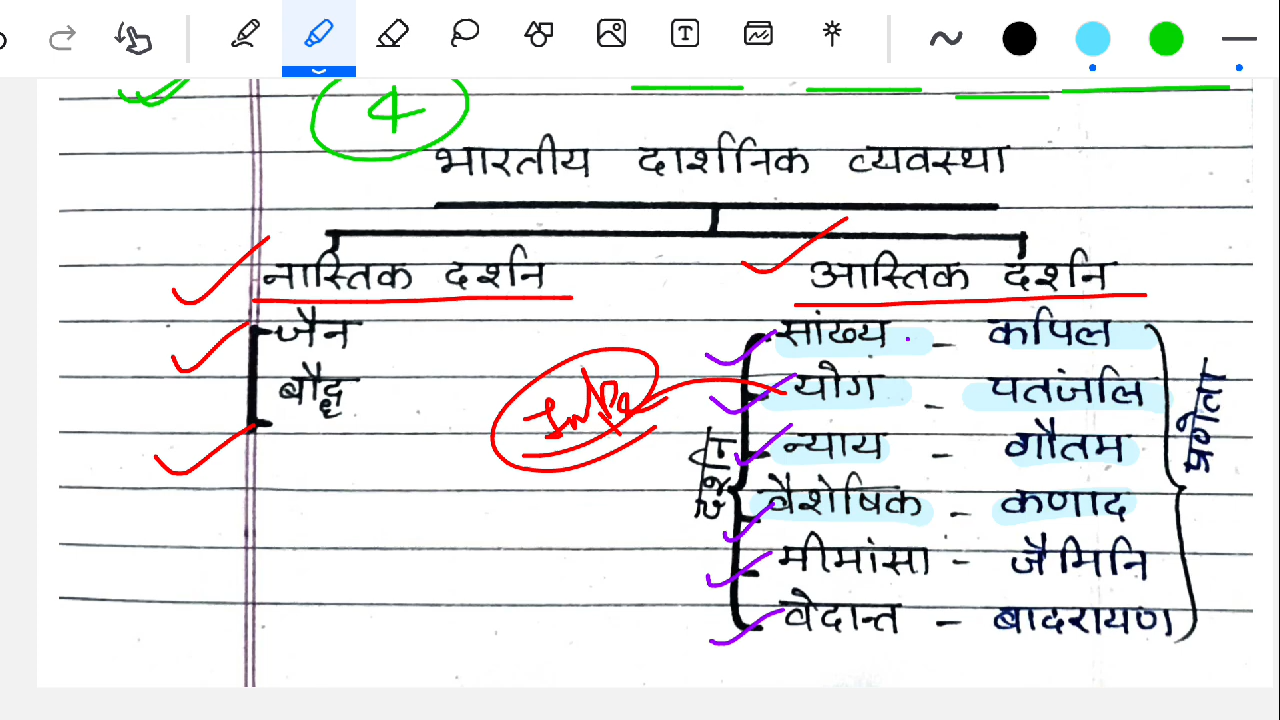 4
भारतीय दार्शनिक व्यवस्था
नास्तिक दर्शन
आस्तिक दर्शन
जैन
बौद्ध
सांख्य - कपिल
योग - पतंजलि
न्याय - गौतम
वैशेषिक - कणाद
मीमांसा - जैमिनि
वेदान्त - बादरायण
प्रणेता